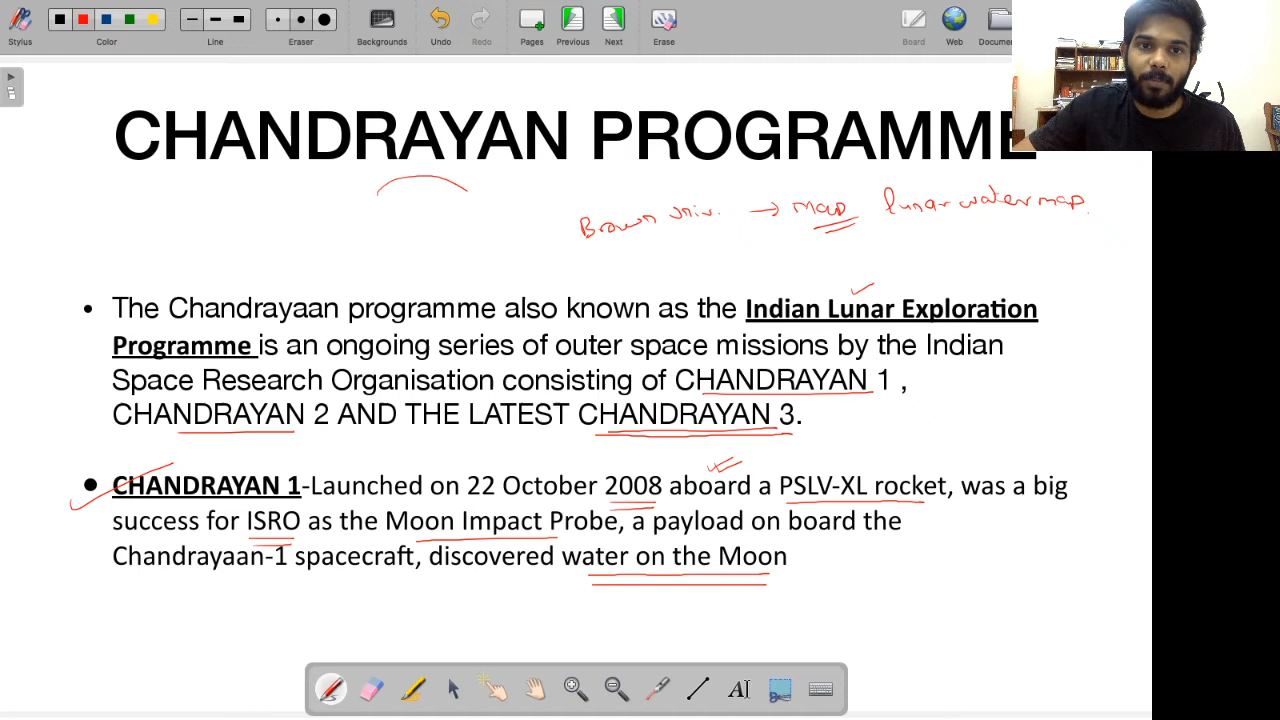 Stylus
Color
Line
Eraser
Backgrounds
Undo
Redo
Pages
Previous
Next
Erase
Board
Web
Docum
CHANDRAYAN PROGRAMME
Brown Univ. → Map lunar water map.
• The Chandrayaan programme also known as the Indian Lunar Exploration
Programme is an ongoing series of outer space missions by the Indian
Space Research Organisation consisting of CHANDRAYAN 1 ,
CHANDRAYAN 2 AND THE LATEST CHANDRAYAN 3.
• CHANDRAYAN 1-Launched on 22 October 2008 aboard a PSLV-XL rocket, was a big
success for ISRO as the Moon Impact Probe, a payload on board the
Chandrayaan-1 spacecraft, discovered water on the Moon